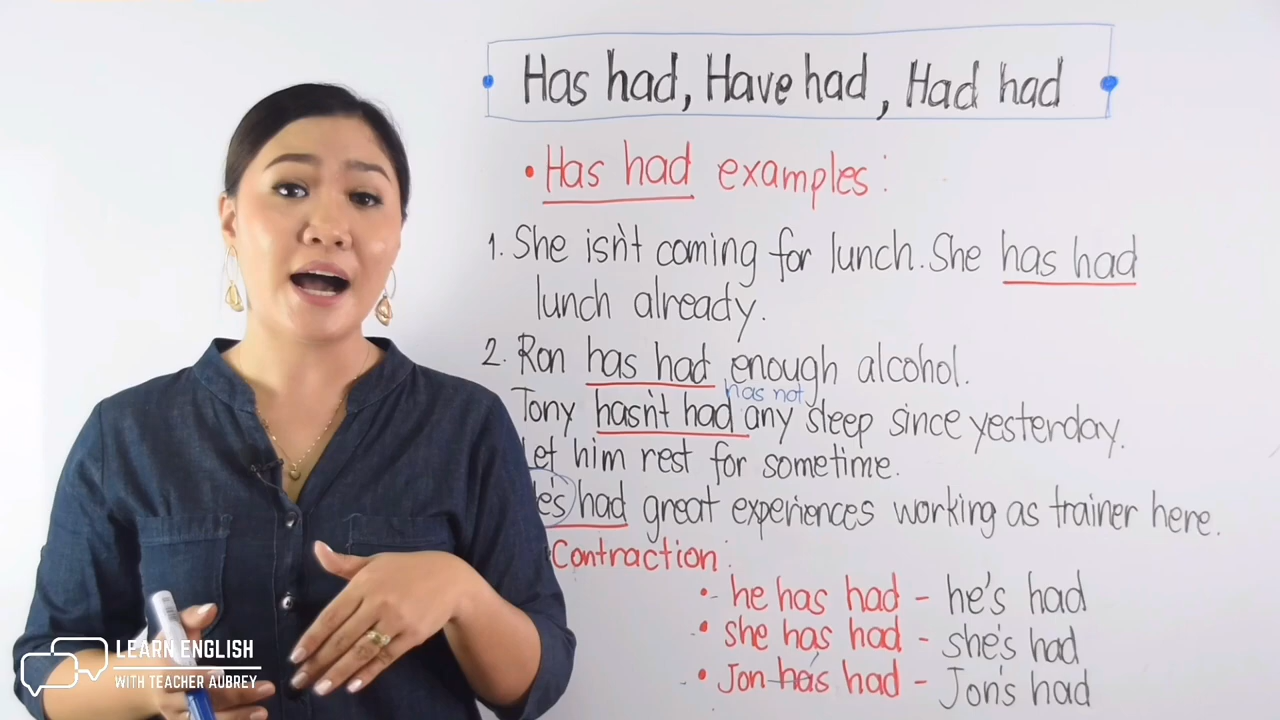 Has had, Have had, Had had
• Has had examples:
1. She isn't coming for lunch. She has had
lunch already.
2. Ron has had enough alcohol.
has not
Tony hasn't had any sleep since yesterday.
et him rest for sometime.
e's had great experiences working as trainer here.
Contraction:
• he has had - he's had
• she has had - she's had
• Jon has had - Jon's had
LEARN ENGLISH
WITH TEACHER AUBREY